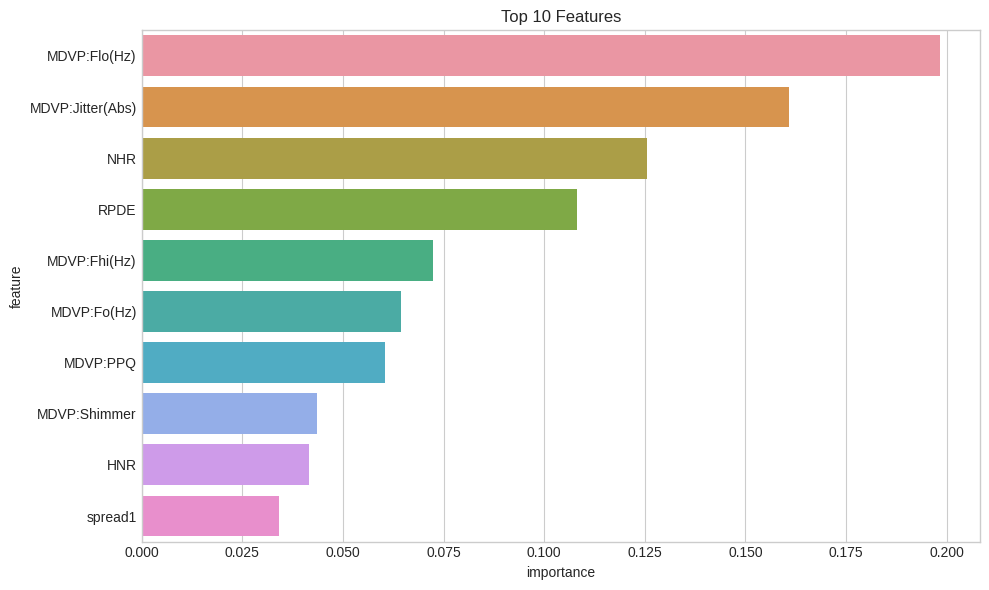 Top 10 Features
feature
MDVP:Flo(Hz)
MDVP:Jitter(Abs)
NHR
RPDE
MDVP:Fhi(Hz)
MDVP:Fo(Hz)
MDVP:PPQ
MDVP:Shimmer
HNR
spread1
0.000 0.025 0.050 0.075 0.100 0.125 0.150 0.175 0.200
importance